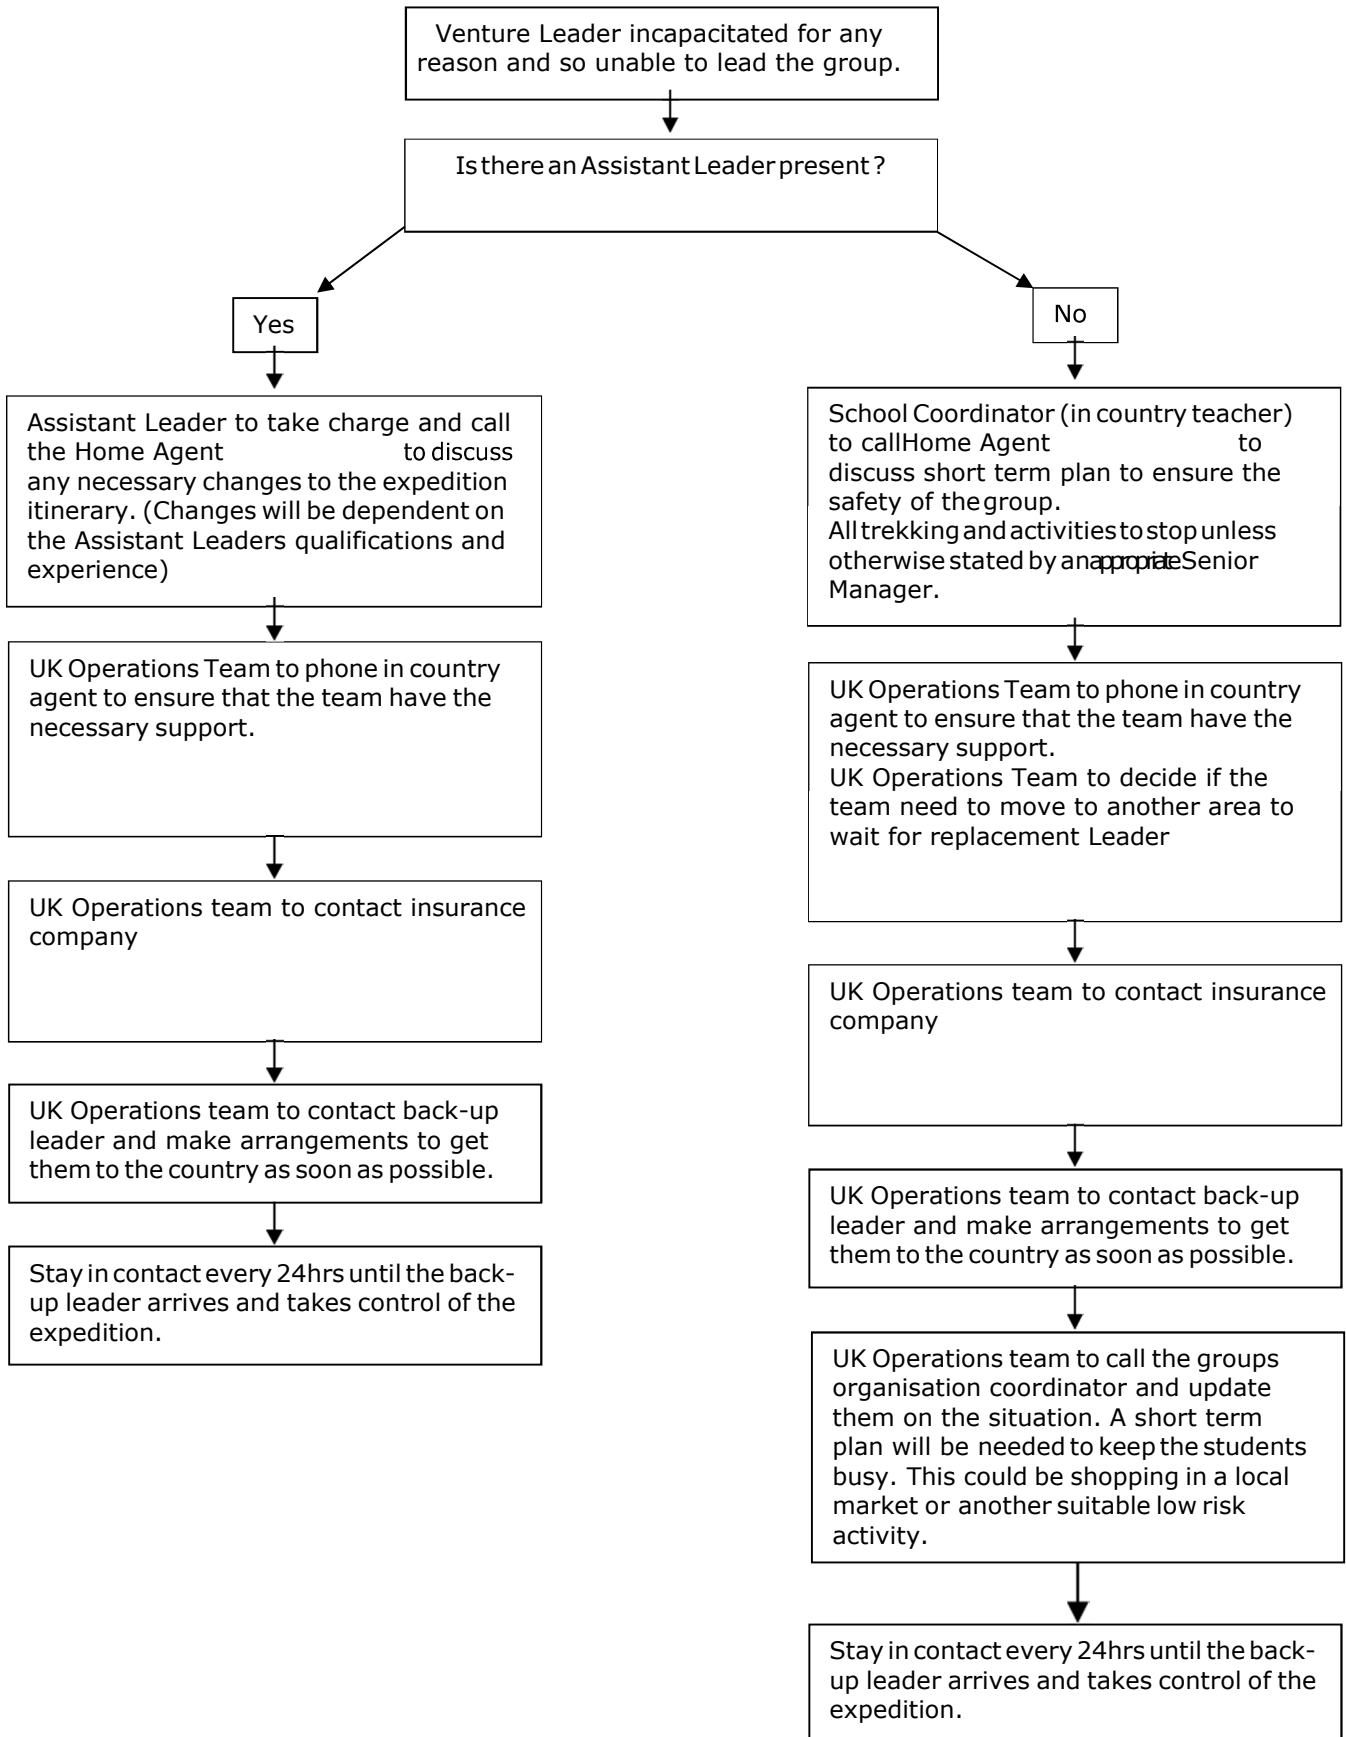 Venture Leader incapacitated for any
reason and so unable to lead the group.
Is there an Assistant Leader present?
Yes
No
Assistant Leader to take charge and call
the Home Agent to discuss
any necessary changes to the expedition
itinerary. (Changes will be dependent on
the Assistant Leaders qualifications and
experience)
UK Operations Team to phone in country
agent to ensure that the team have the
necessary support.
UK Operations team to contact insurance
company
UK Operations team to contact back-up
leader and make arrangements to get
them to the country as soon as possible.
Stay in contact every 24hrs until the back-
up leader arrives and takes control of the
expedition.
School Coordinator (in country teacher)
to call Home Agent to
discuss short term plan to ensure the
safety of the group.
All trekking and activities to stop unless
otherwise stated by an appropriate Senior
Manager.
UK Operations Team to phone in country
agent to ensure that the team have the
necessary support.
UK Operations Team to decide if the
team need to move to another area to
wait for replacement Leader
UK Operations team to contact insurance
company
UK Operations team to contact back-up
leader and make arrangements to get
them to the country as soon as possible.
UK Operations team to call the groups
organisation coordinator and update
them on the situation. A short term
plan will be needed to keep the students
busy. This could be shopping in a local
market or another suitable low risk
activity.
Stay in contact every 24hrs until the back-
up leader arrives and takes control of the
expedition.